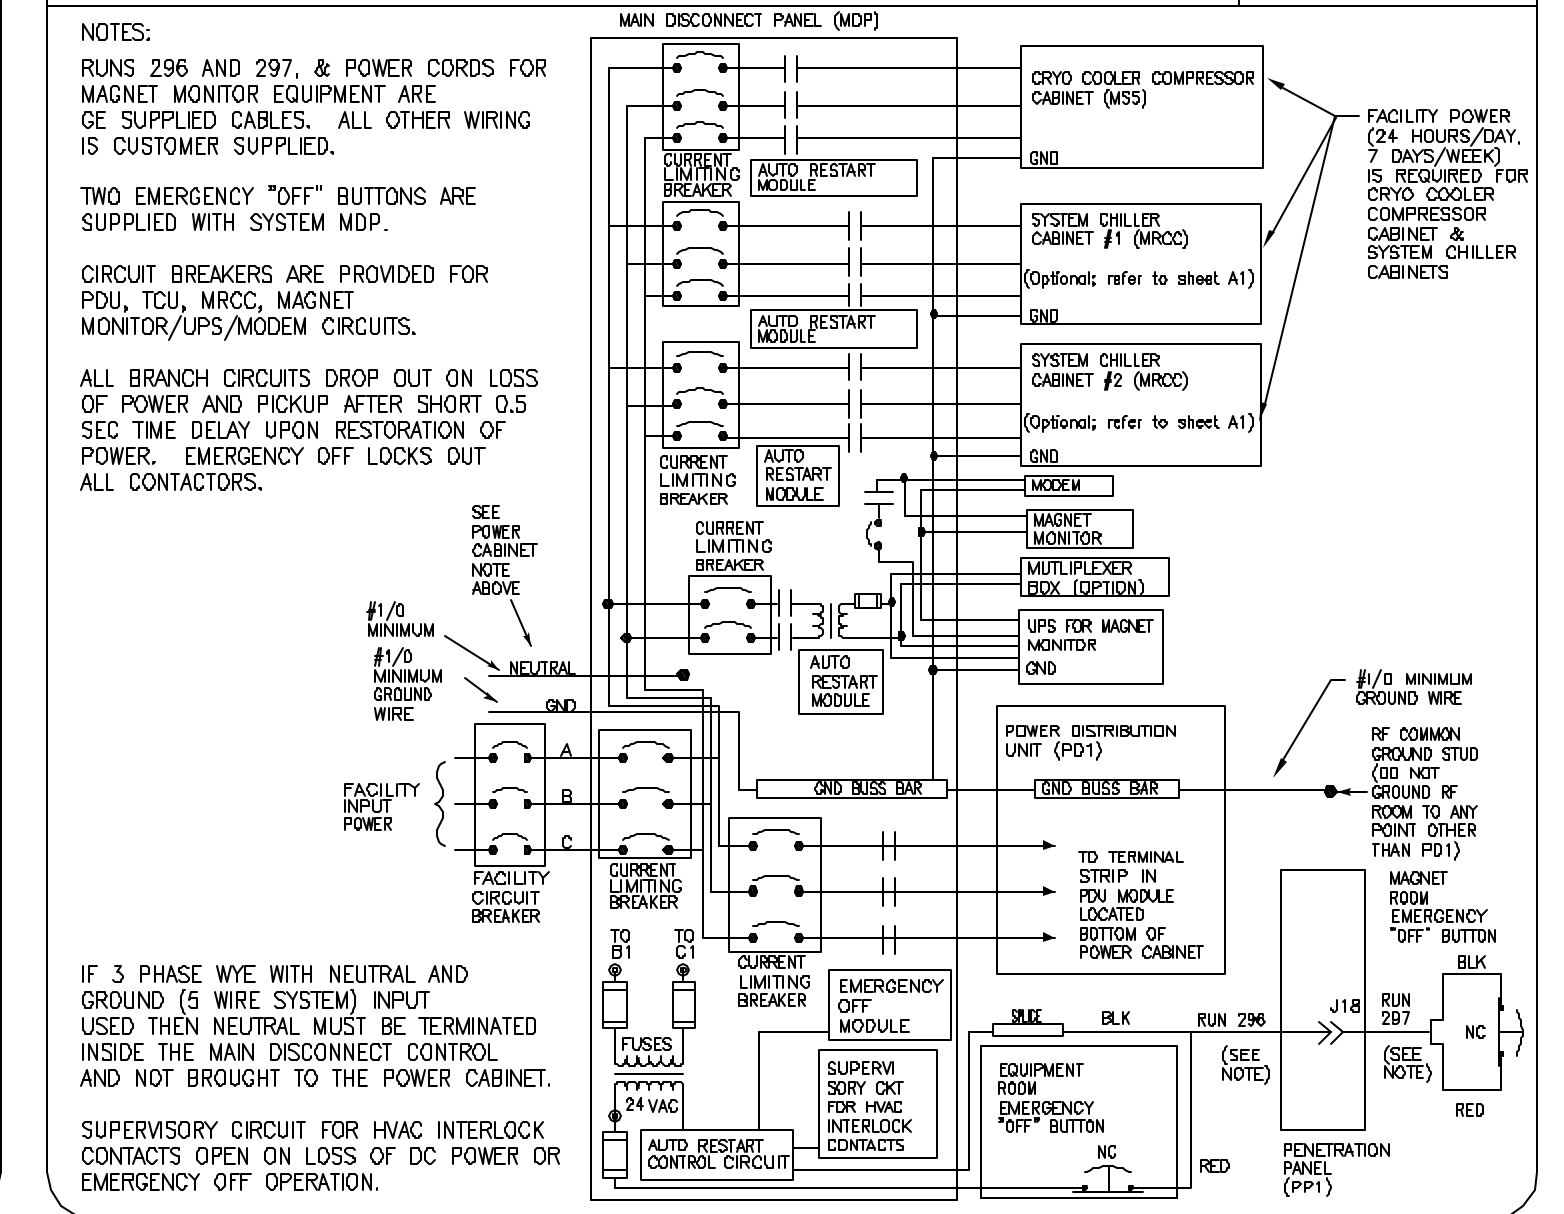 MAIN DISCONNECT PANEL (MDP)
NOTES:
RUNS 296 AND 297, & POWER CORDS FOR
MAGNET MONITOR EQUIPMENT ARE
GE SUPPLIED CABLES. ALL OTHER WIRING
IS CUSTOMER SUPPLIED.
TWO EMERGENCY "OFF" BUTTONS ARE
SUPPLIED WITH SYSTEM MDP.
CIRCUIT BREAKERS ARE PROVIDED FOR
PDU, TCU, MRCC, MAGNET
MONITOR/UPS/MODEM CIRCUITS.
ALL BRANCH CIRCUITS DROP OUT ON LOSS
OF POWER AND PICKUP AFTER SHORT 0.5
SEC TIME DELAY UPON RESTORATION OF
POWER. EMERGENCY OFF LOCKS OUT
ALL CONTACTORS.
CURRENT
LIMITING
BREAKER
AUTO RESTART
MODULE
CRYO COOLER COMPRESSOR
CABINET (MS5)
GND
FACILITY POWER
(24 HOURS/DAY,
7 DAYS/WEEK)
IS REQUIRED FOR
CRYO COOLER
COMPRESSOR
CABINET &
SYSTEM CHILLER
CABINETS
SYSTEM CHILLER
CABINET #1 (MRCC)
(Optional; refer to sheet A1)
GND
AUTO RESTART
MODULE
SYSTEM CHILLER
CABINET #2 (MRCC)
(Optional; refer to sheet A1)
GND
CURRENT
LIMITING
BREAKER
AUTO
RESTART
MODULE
MODEM
MAGNET
MONITOR
MUTLIPLEXER
BOX (OPTION)
UPS FOR MAGNET
MONITOR
GND
CURRENT
LIMITING
BREAKER
AUTO
RESTART
MODULE
SEE
POWER
CABINET
NOTE
ABOVE
#1/0
MINIMUM
#1/0
MINIMUM
GROUND
WIRE
NEUTRAL
GND
A
B
C
FACILITY
INPUT
POWER
FACILITY
CIRCUIT
BREAKER
CURRENT
LIMITING
BREAKER
GND BUSS BAR
POWER DISTRIBUTION
UNIT (PD1)
GND BUSS BAR
TO TERMINAL
STRIP IN
PDU MODULE
LOCATED
BOTTOM OF
POWER CABINET
#1/0 MINIMUM
GROUND WIRE
RF COMMON
GROUND STUD
(DO NOT
GROUND RF
ROOM TO ANY
POINT OTHER
THAN PD1)
CURRENT
LIMITING
BREAKER
TO
B1
TO
C1
FUSES
24 VAC
EMERGENCY
OFF
MODULE
SUPERVI
SORY CKT
FOR HVAC
INTERLOCK
CONTACTS
AUTO RESTART
CONTROL CIRCUIT
SPLICE
BLK
RUN 296
(SEE
NOTE)
J18
RUN
297
(SEE
NOTE)
MAGNET
ROOM
EMERGENCY
"OFF" BUTTON
BLK
NC
RED
EQUIPMENT
ROOM
EMERGENCY
"OFF" BUTTON
NC
RED
PENETRATION
PANEL
(PP1)
IF 3 PHASE WYE WITH NEUTRAL AND
GROUND (5 WIRE SYSTEM) INPUT
USED THEN NEUTRAL MUST BE TERMINATED
INSIDE THE MAIN DISCONNECT CONTROL
AND NOT BROUGHT TO THE POWER CABINET.
SUPERVISORY CIRCUIT FOR HVAC INTERLOCK
CONTACTS OPEN ON LOSS OF DC POWER OR
EMERGENCY OFF OPERATION.